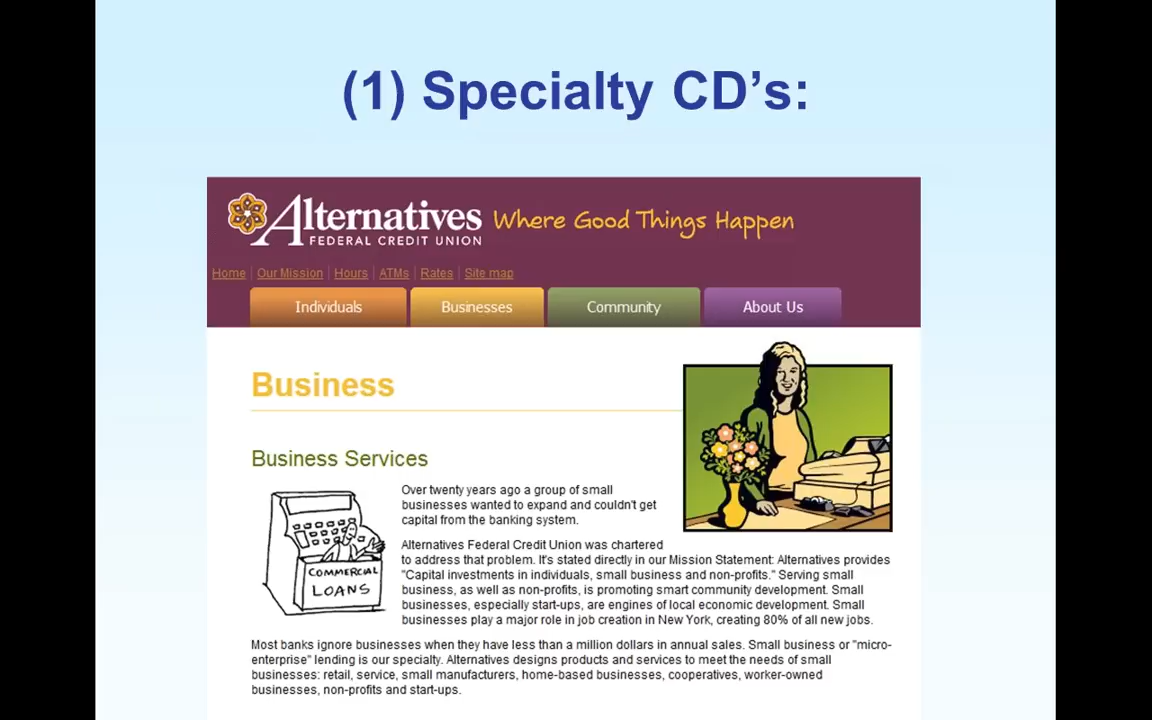 (1) Specialty CD’s:
Alternatives Where Good Things Happen
FEDERAL CREDIT UNION
Home | Our Mission | Hours | ATMs | Rates | Site map
Individuals Businesses Community About Us
Business
Business Services
Over twenty years ago a group of small
businesses wanted to expand and couldn't get
capital from the banking system.
Alternatives Federal Credit Union was chartered
to address that problem. It's stated directly in our Mission Statement: Alternatives provides
"Capital investments in individuals, small business and non-profits." Serving small
business, as well as non-profits, is promoting smart community development. Small
businesses, especially start-ups, are engines of local economic development. Small
businesses play a major role in job creation in New York, creating 80% of all new jobs.
COMMERCIAL
LOANS
Most banks ignore businesses when they have less than a million dollars in annual sales. Small business or "micro-
enterprise" lending is our specialty. Alternatives designs products and services to meet the needs of small
businesses: retail, service, small manufacturers, home-based businesses, cooperatives, worker-owned
businesses, non-profits and start-ups.